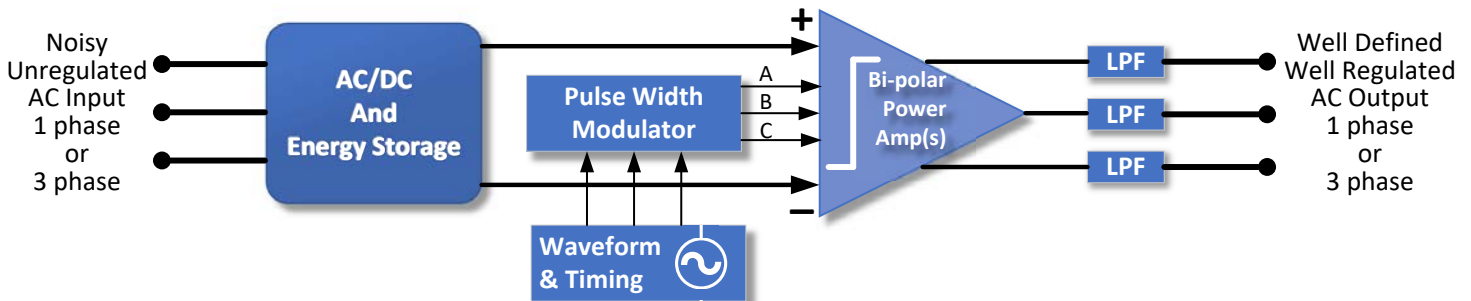 Noisy
Unregulated
AC Input
1 phase
or
3 phase
AC/DC
And
Energy Storage
Pulse Width
Modulator
A
B
C
Waveform
& Timing
+
−
Bi-polar
Power
Amp(s)
LPF
LPF
LPF
Well Defined
Well Regulated
AC Output
1 phase
or
3 phase